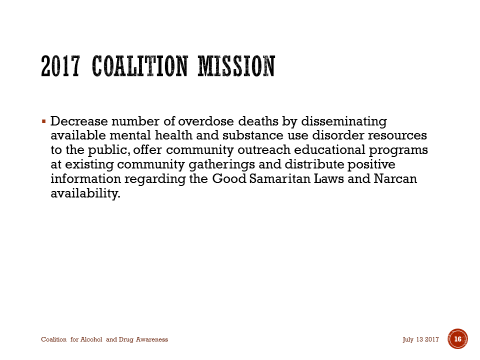 2017 COALITION MISSION
▪ Decrease number of overdose deaths by disseminating
available mental health and substance use disorder resources
to the public, offer community outreach educational programs
at existing community gatherings and distribute positive
information regarding the Good Samaritan Laws and Narcan
availability.
Coalition for Alcohol and Drug Awareness
July 13 2017
16